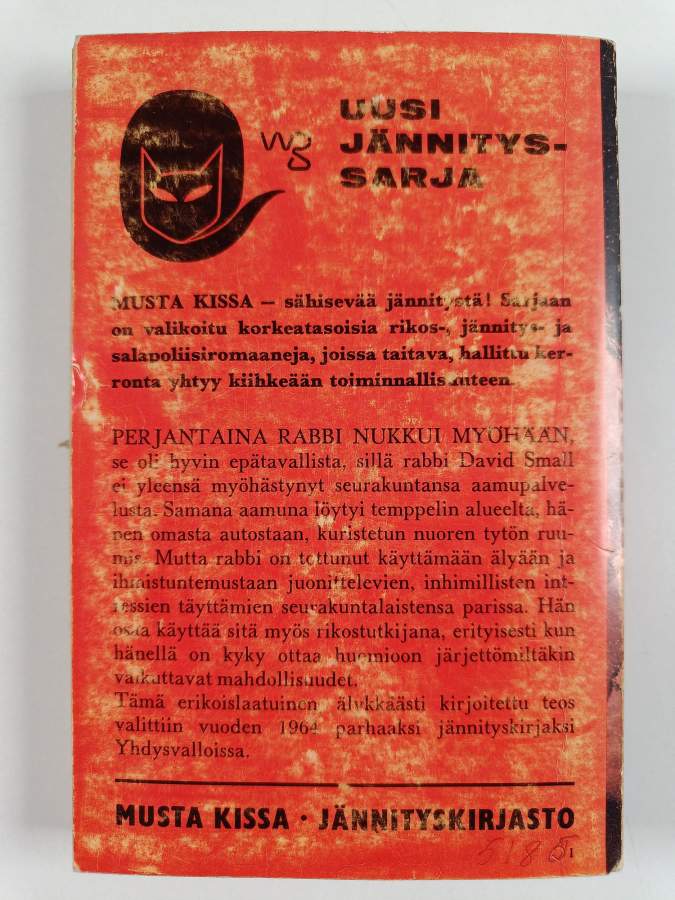 UUSI
JÄNNITYS-
SARJA
wg
MUSTA KISSA — sähisevää jännitystä! Sarjaan
on valikoitu korkeatasoisia rikos-, jännitys- ja
salapoliisiromaaneja, joissa taitava, hallittu ker-
ronta yhtyy kiihkeään toiminnallisuuteen.
PERJANTAINA RABBI NUKKUI MYÖHÄÄN,
se oli hyvin epätavallista, sillä rabbi David Small
ei yleensä myöhästynyt seurakuntansa aamupalve-
lusta. Samana aamuna löytyi temppelin alueelta, hä-
nen omasta autostaan, kuristetun nuoren tytön ruu-
mis. Mutta rabbi on tottunut käyttämään älyään ja
ihmistuntemustaan juonittelevien, inhimillisten int-
ressien täyttämien seurakuntalaistensa parissa. Hän
osaa käyttää sitä myös rikostutkijana, erityisesti kun
hänellä on kyky ottaa huomioon järjettömiltäkin
vaikuttavat mahdollisuudet.
Tämä erikoislaatuinen älykkäästi kirjoitettu teos
valittiin vuoden 1964 parhaaksi jännityskirjaksi
Yhdysvalloissa.
MUSTA KISSA · JÄNNITYSKIRJASTO